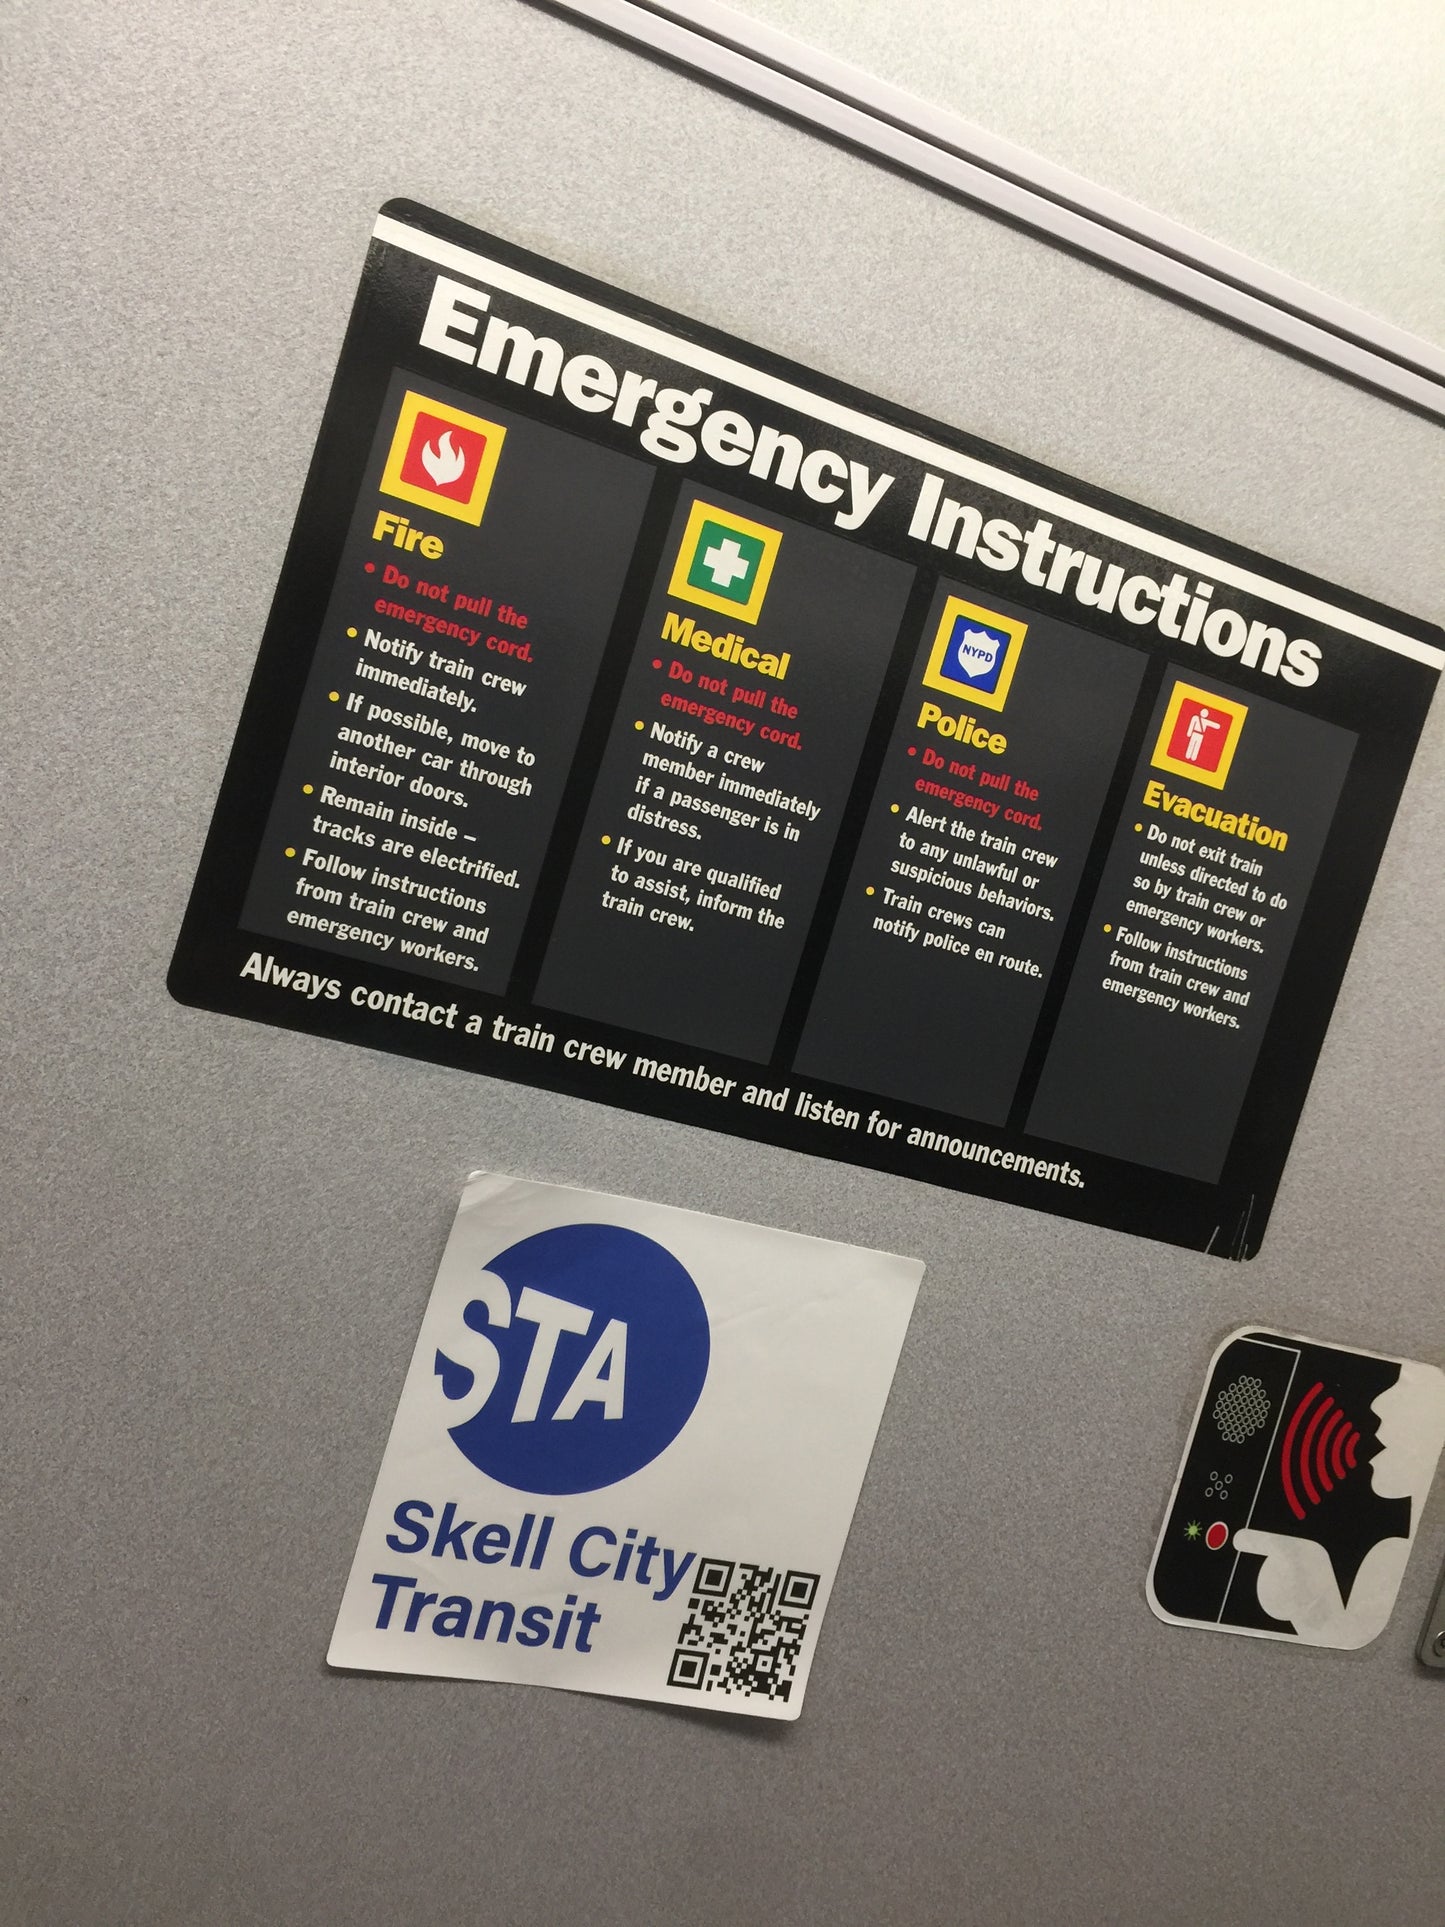 Emergency Instructions
Fire
• Do not pull the
emergency cord.
• Notify train crew
immediately.
• If possible, move to
another car through
interior doors.
• Remain inside –
tracks are electrified.
• Follow instructions
from train crew and
emergency workers.
Medical
• Do not pull the
emergency cord.
• Notify a crew
member immediately
if a passenger is in
distress.
• If you are qualified
to assist, inform the
train crew.
NYPD
Police
• Do not pull the
emergency cord.
• Alert the train crew
to any unlawful or
suspicious behaviors.
• Train crews can
notify police en route.
Evacuation
• Do not exit train
unless directed to do
so by train crew or
emergency workers.
• Follow instructions
from train crew and
emergency workers.
Always contact a train crew member and listen for announcements.
STA
Skell City
Transit